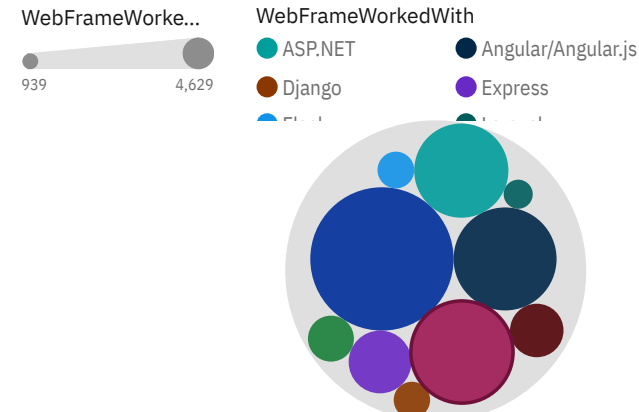 WebFrameWorke...
939
4,629
WebFrameWorkedWith
ASP.NET
Angular/Angular.js
Django
Express